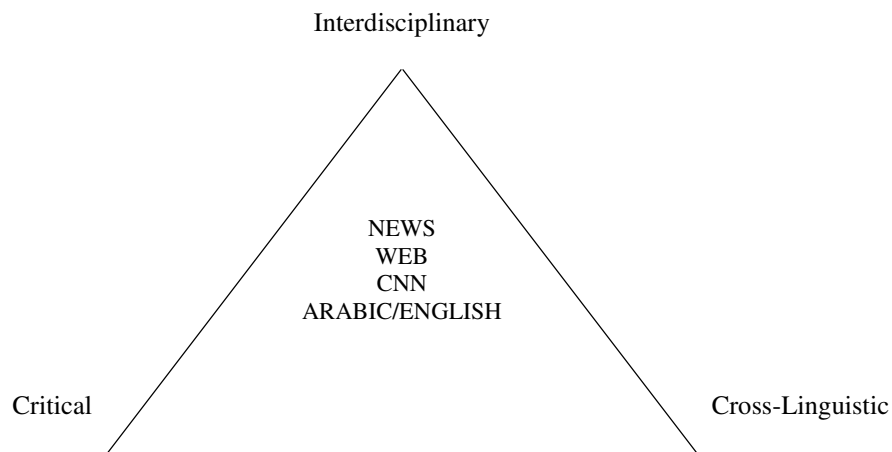 Interdisciplinary
NEWS
WEB
CNN
ARABIC/ENGLISH
Critical
Cross-Linguistic